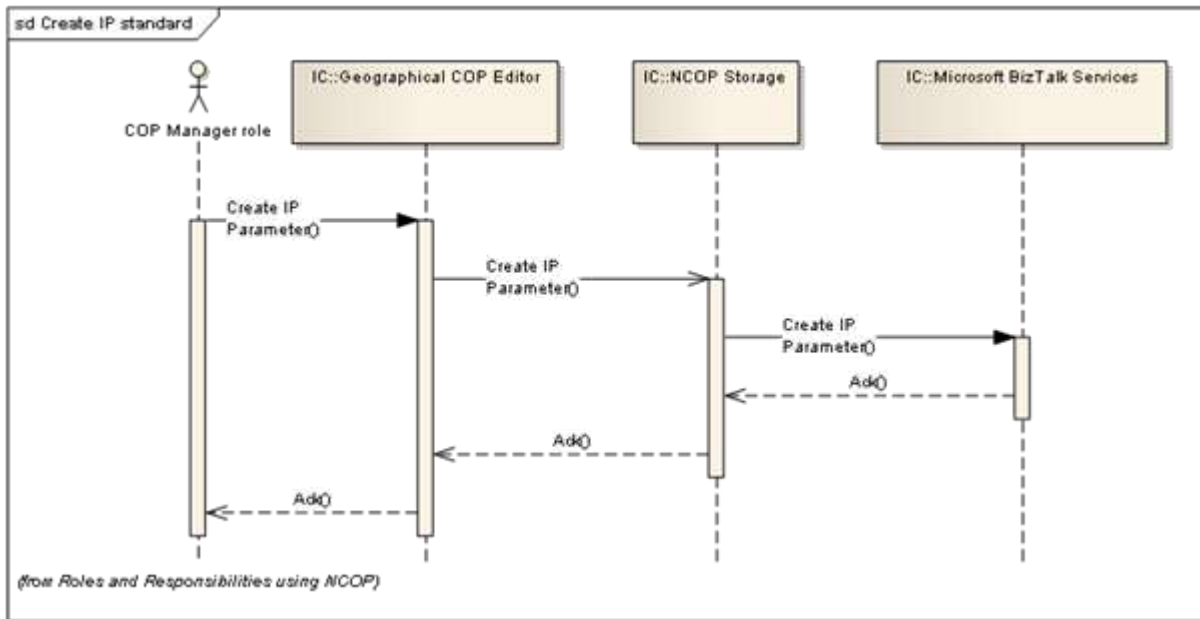 sd Create IP standard
COP Manager role
IC::Geographical COP Editor
IC::NCOP Storage
IC::Microsoft BizTalk Services
Create IP
Parameter()
Create IP
Parameter()
Create IP
Parameter()
Ack()
Ack()
Ack()
(from Roles and Responsibilities using NCOP)